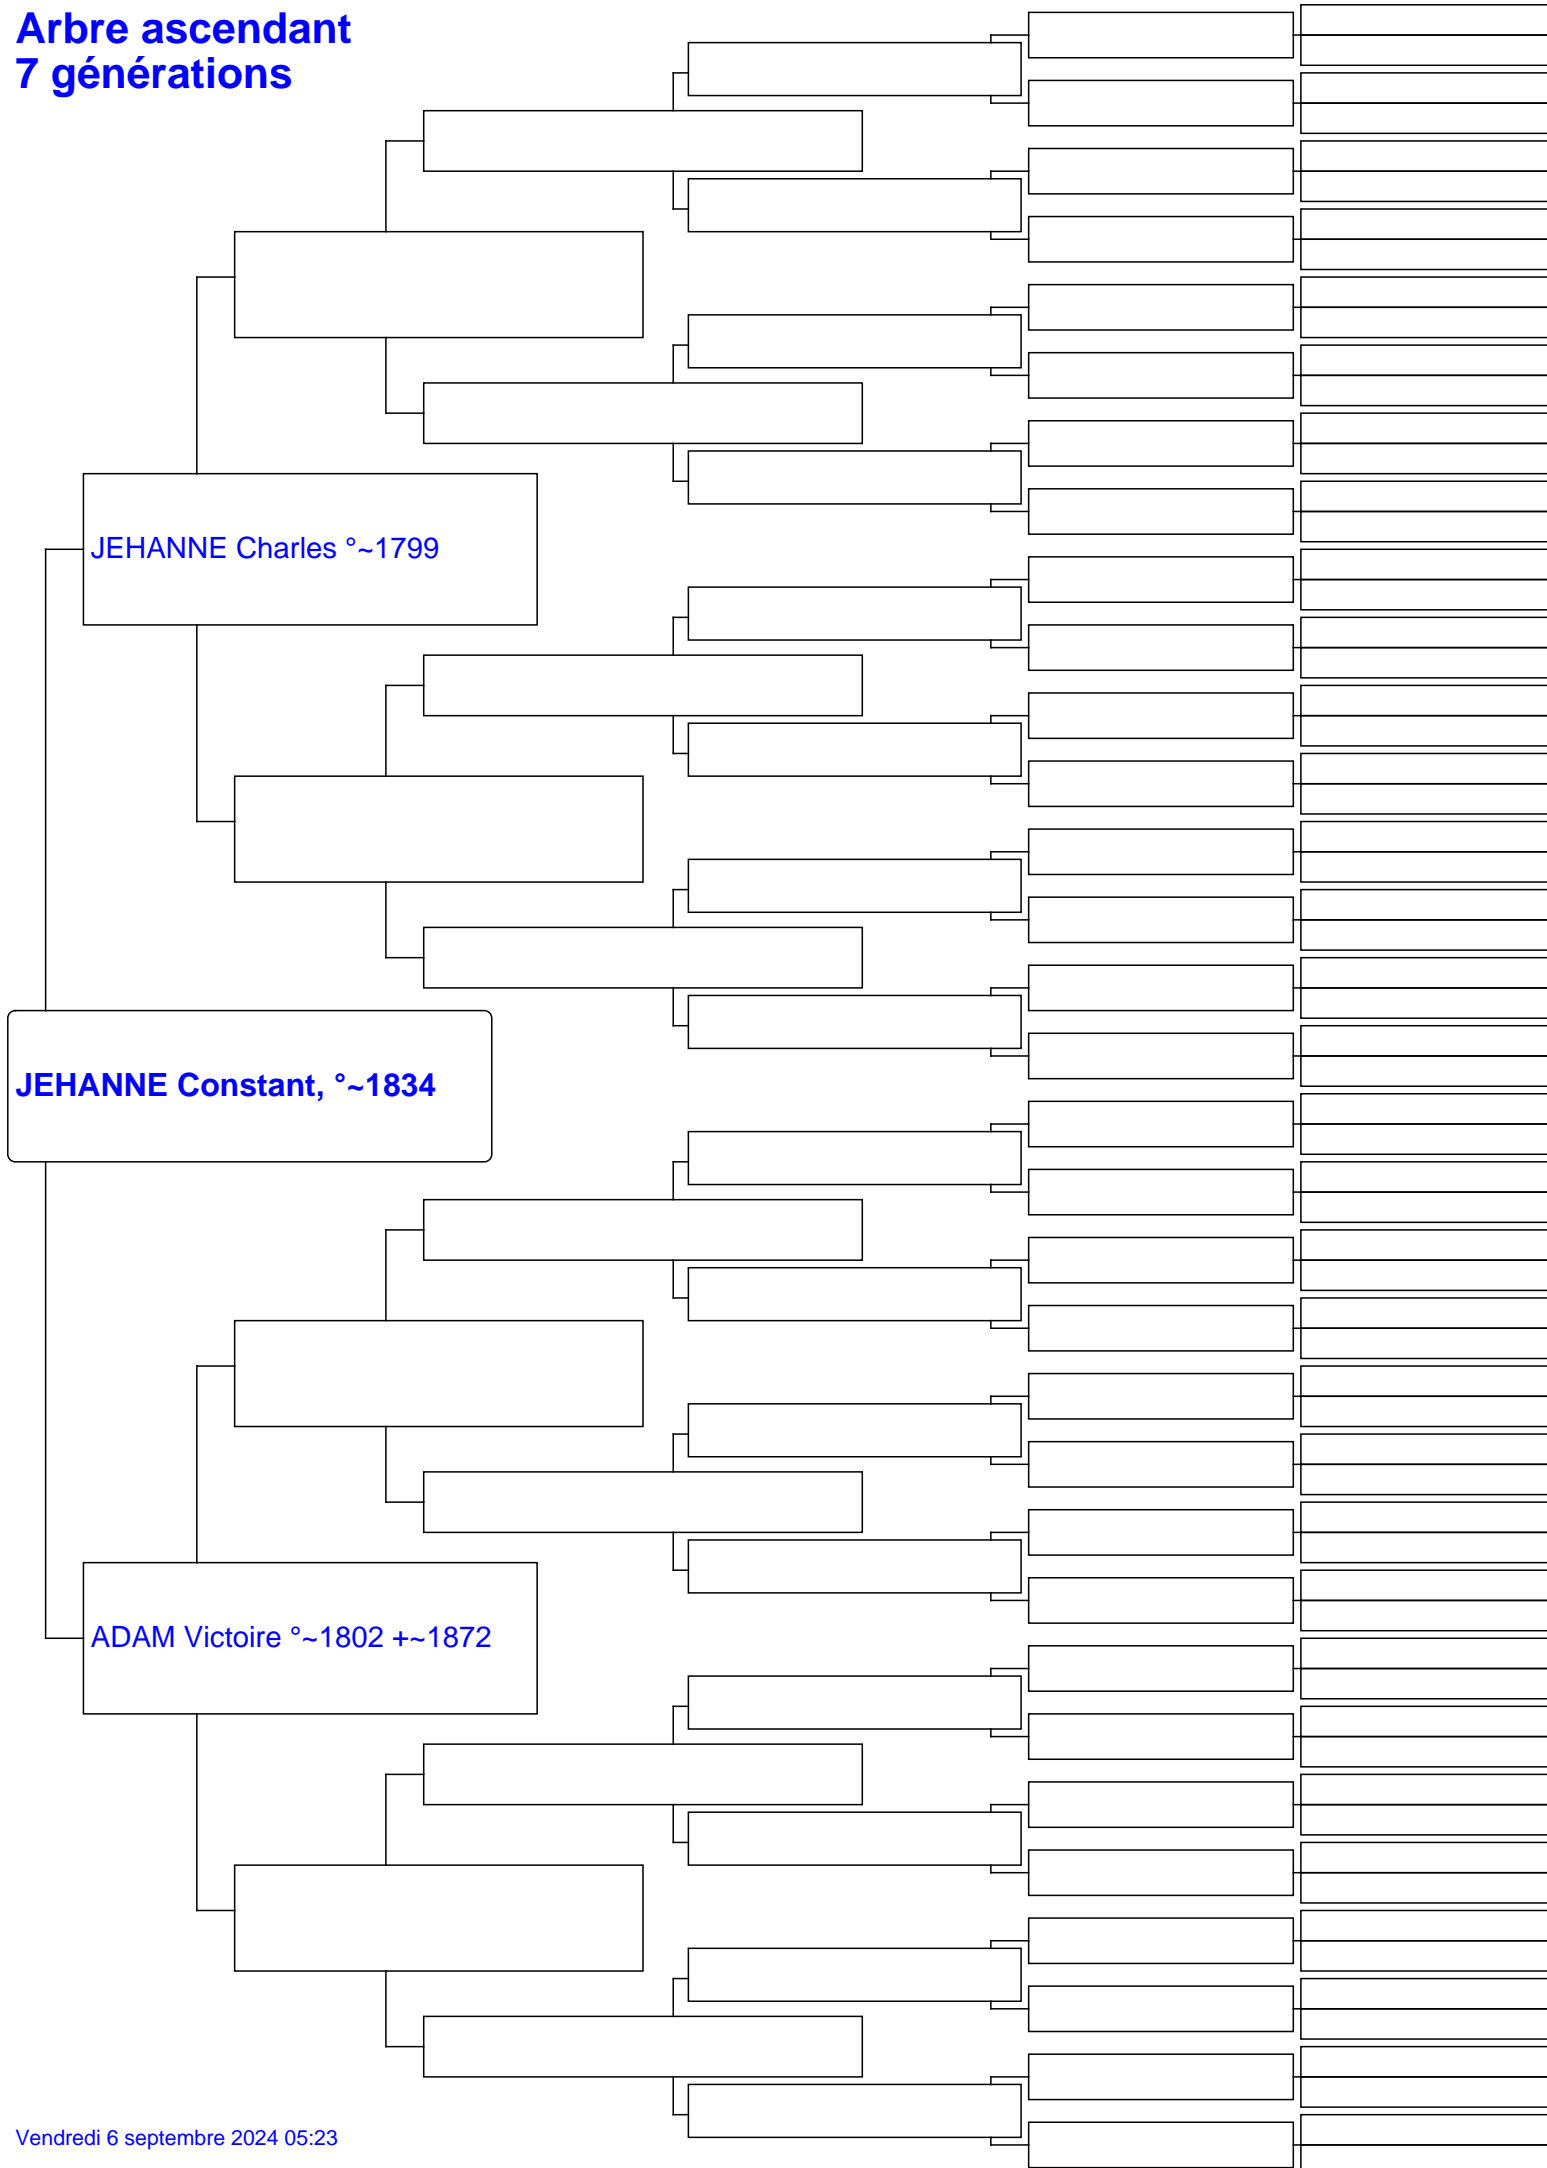 Arbre ascendant
7 générations
JEHANNE Charles °~1799
JEHANNE Constant, °~1834
ADAM Victoire °~1802 +~1872
Vendredi 6 septembre 2024 05:23